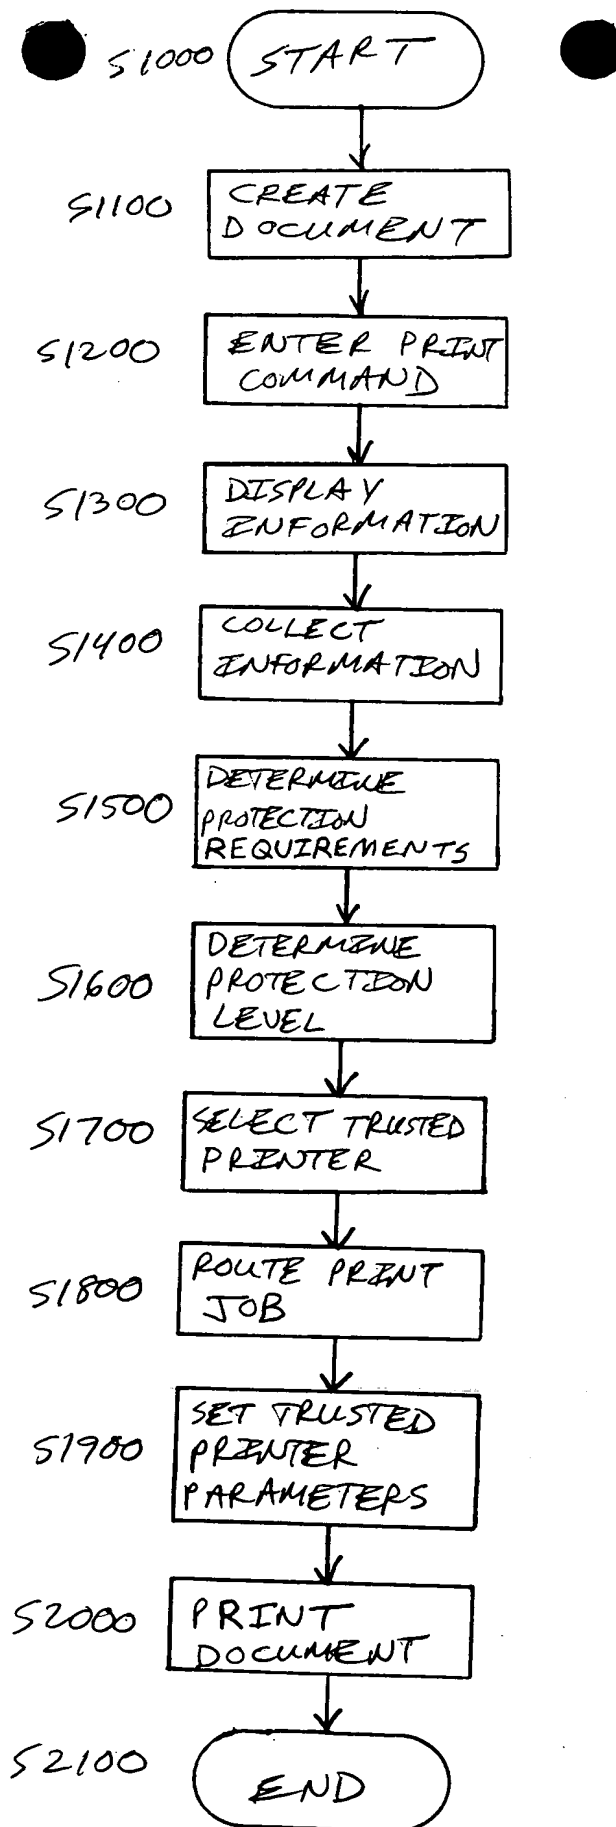 S1000 START
S1100 CREATE
DOCUMENT
S1200 ENTER PRINT
COMMAND
S1300 DISPLAY
INFORMATION
S1400 COLLECT
INFORMATION
S1500 DETERMINE
PROTECTION
REQUIREMENTS
S1600 DETERMINE
PROTECTION
LEVEL
S1700 SELECT TRUSTED
PRINTER
S1800 ROUTE PRINT
JOB
S1900 SET TRUSTED
PRINTER
PARAMETERS
S2000 PRINT
DOCUMENT
S2100 END